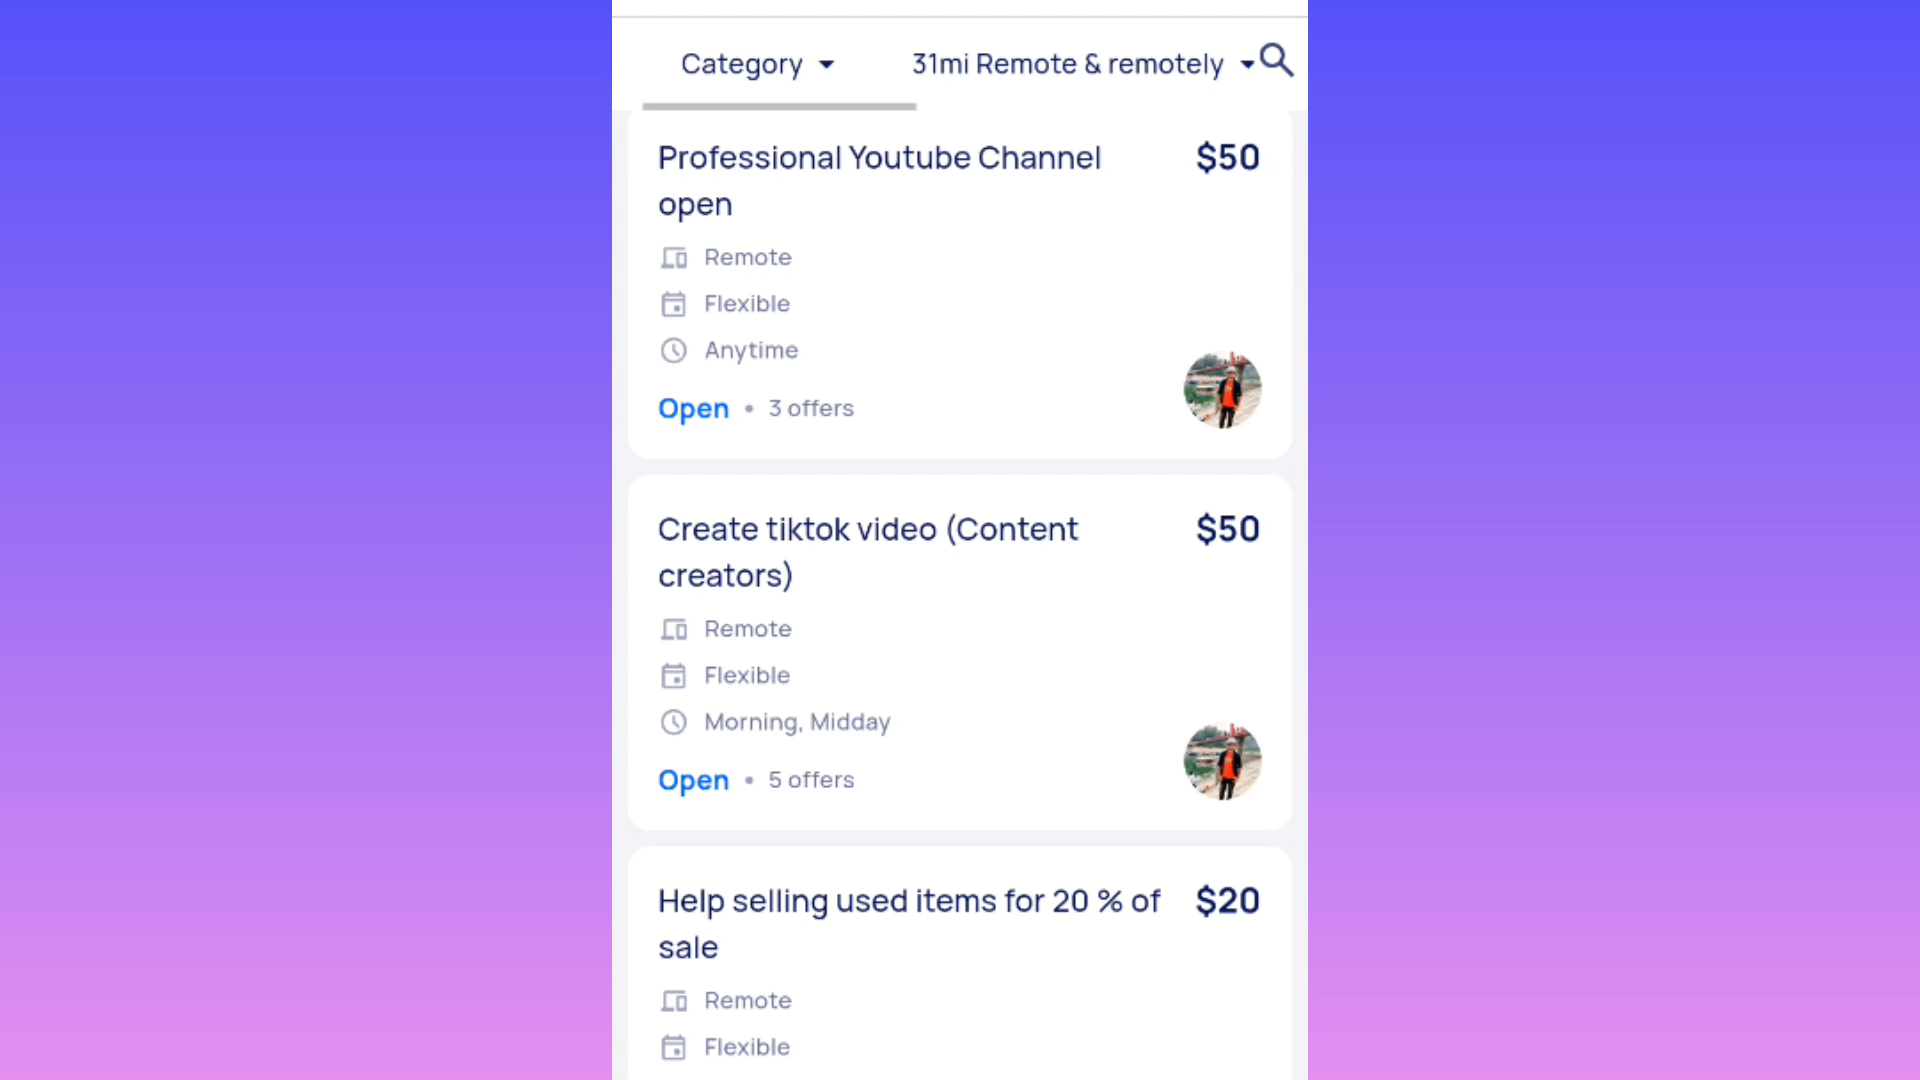 Category
31mi Remote & remotely
Professional Youtube Channel
open
$50
Remote
Flexible
Anytime
Open • 3 offers
Create tiktok video (Content
creators)
$50
Remote
Flexible
Morning, Midday
Open • 5 offers
Help selling used items for 20 % of
sale
$20
Remote
Flexible